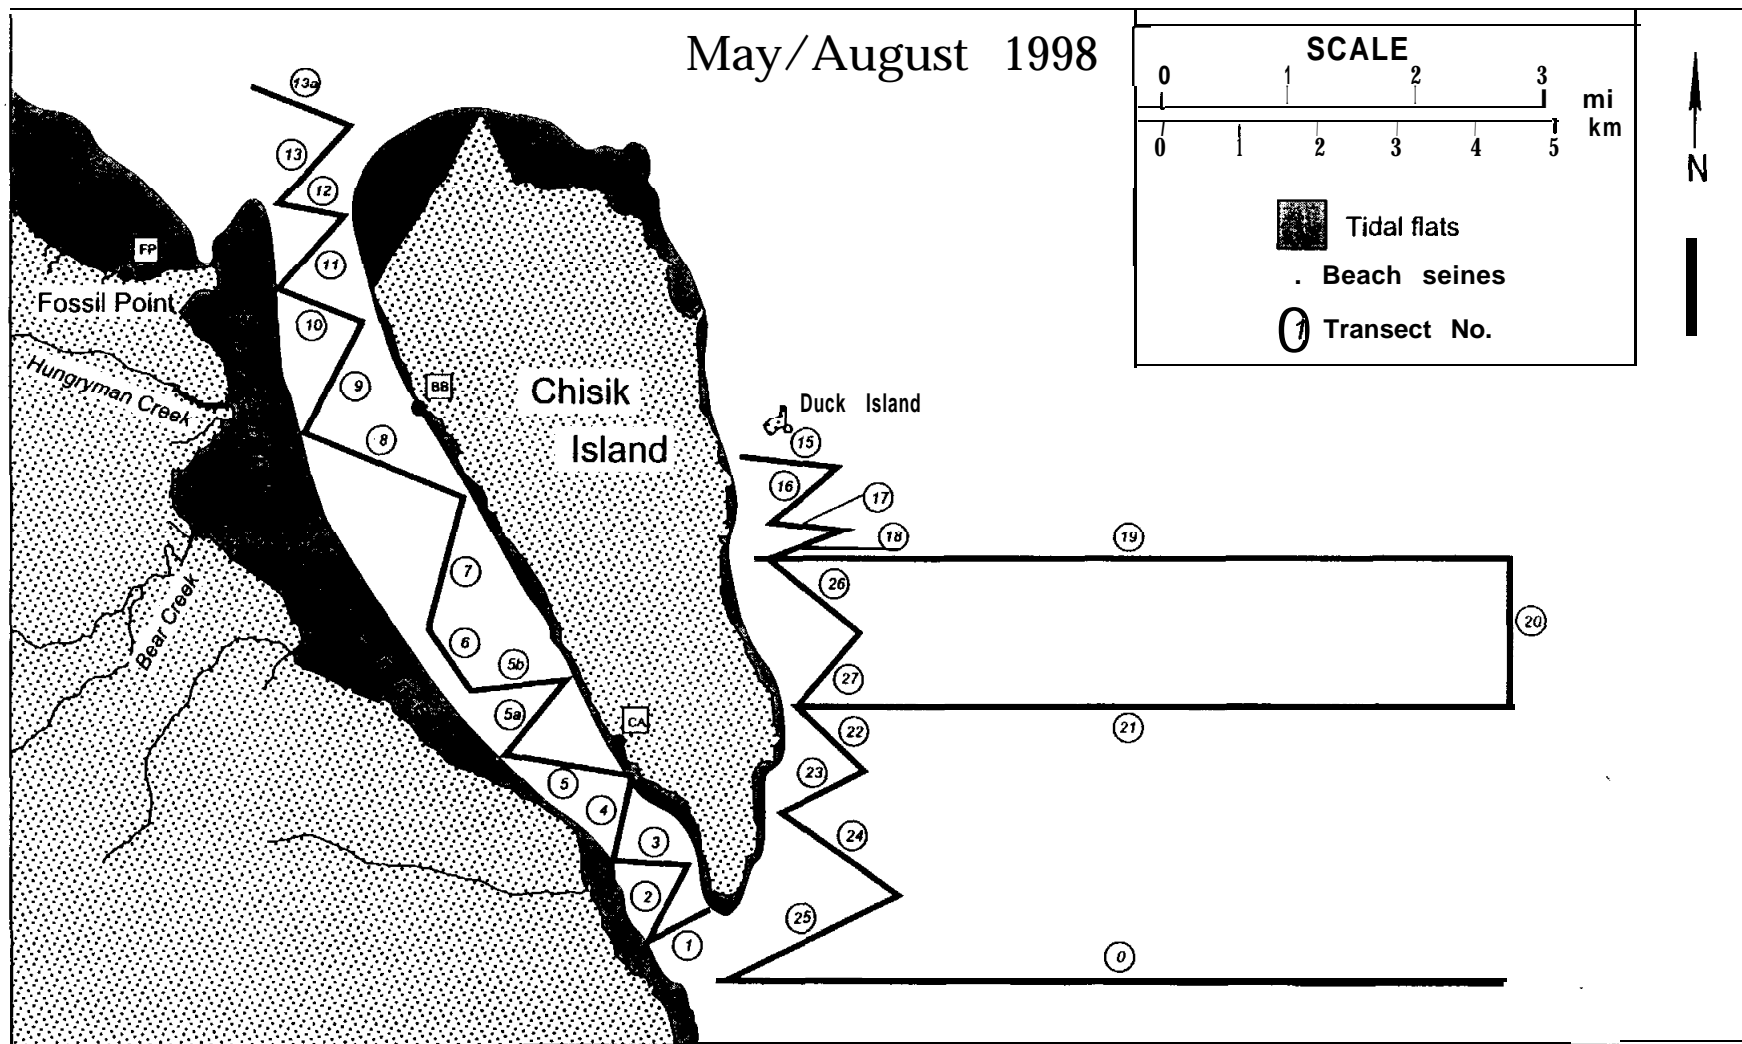 May/August 1998
SCALE
0 1 2 3
mi
km
0 1 2 3 4 5
N
Tidal flats
. Beach seines
1 Transect No.
13a
13
12
11
10
9
8
7
6
5b
5a
5
4
3
2
1
FP
Fossil Point
Hungryman Creek
Bear Creek
BB
CA
Chisik
Island
Duck Island
15
16
17
18
19
26
20
27
21
22
23
24
25
0